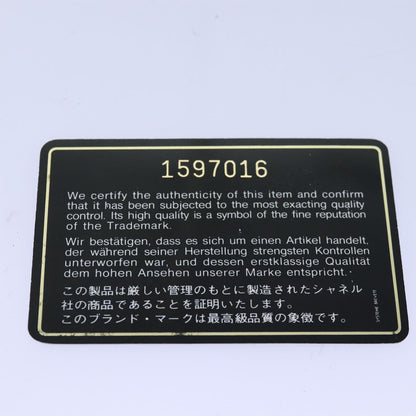 1597016
We certify the authenticity of this item and confirm
that it has been subjected to the most exacting quality
control. Its high quality is a symbol of the fine reputation
of the Trademark.
Wir bestätigen, dass es sich um einen Artikel handelt,
der während seiner Herstellung strengsten Kontrollen
unterworfen war, und dessen erstklassige Qualität
dem hohen Ansehen unserer Marke entspricht.
この製品は厳しい管理のもとに製造されたシャネル
社の商品であることを証明いたします。
このブランド・マークは最高級品質の象徴です。